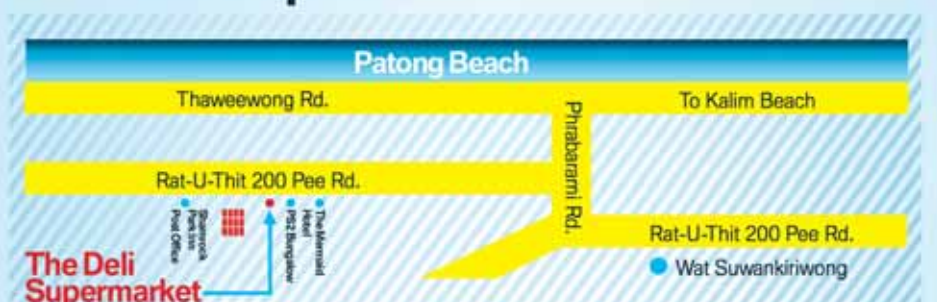 Patong Beach
Thaweewong Rd.
To Kalim Beach
Phrabarami Rd.
Rat-U-Thit 200 Pee Rd.
Rat-U-Thit 200 Pee Rd.
Wat Suwankiriwong
Shamrock
Park Inn
Post Office
PS2 Bungalow
The Mermaid
Hotel
The Deli
Supermarket